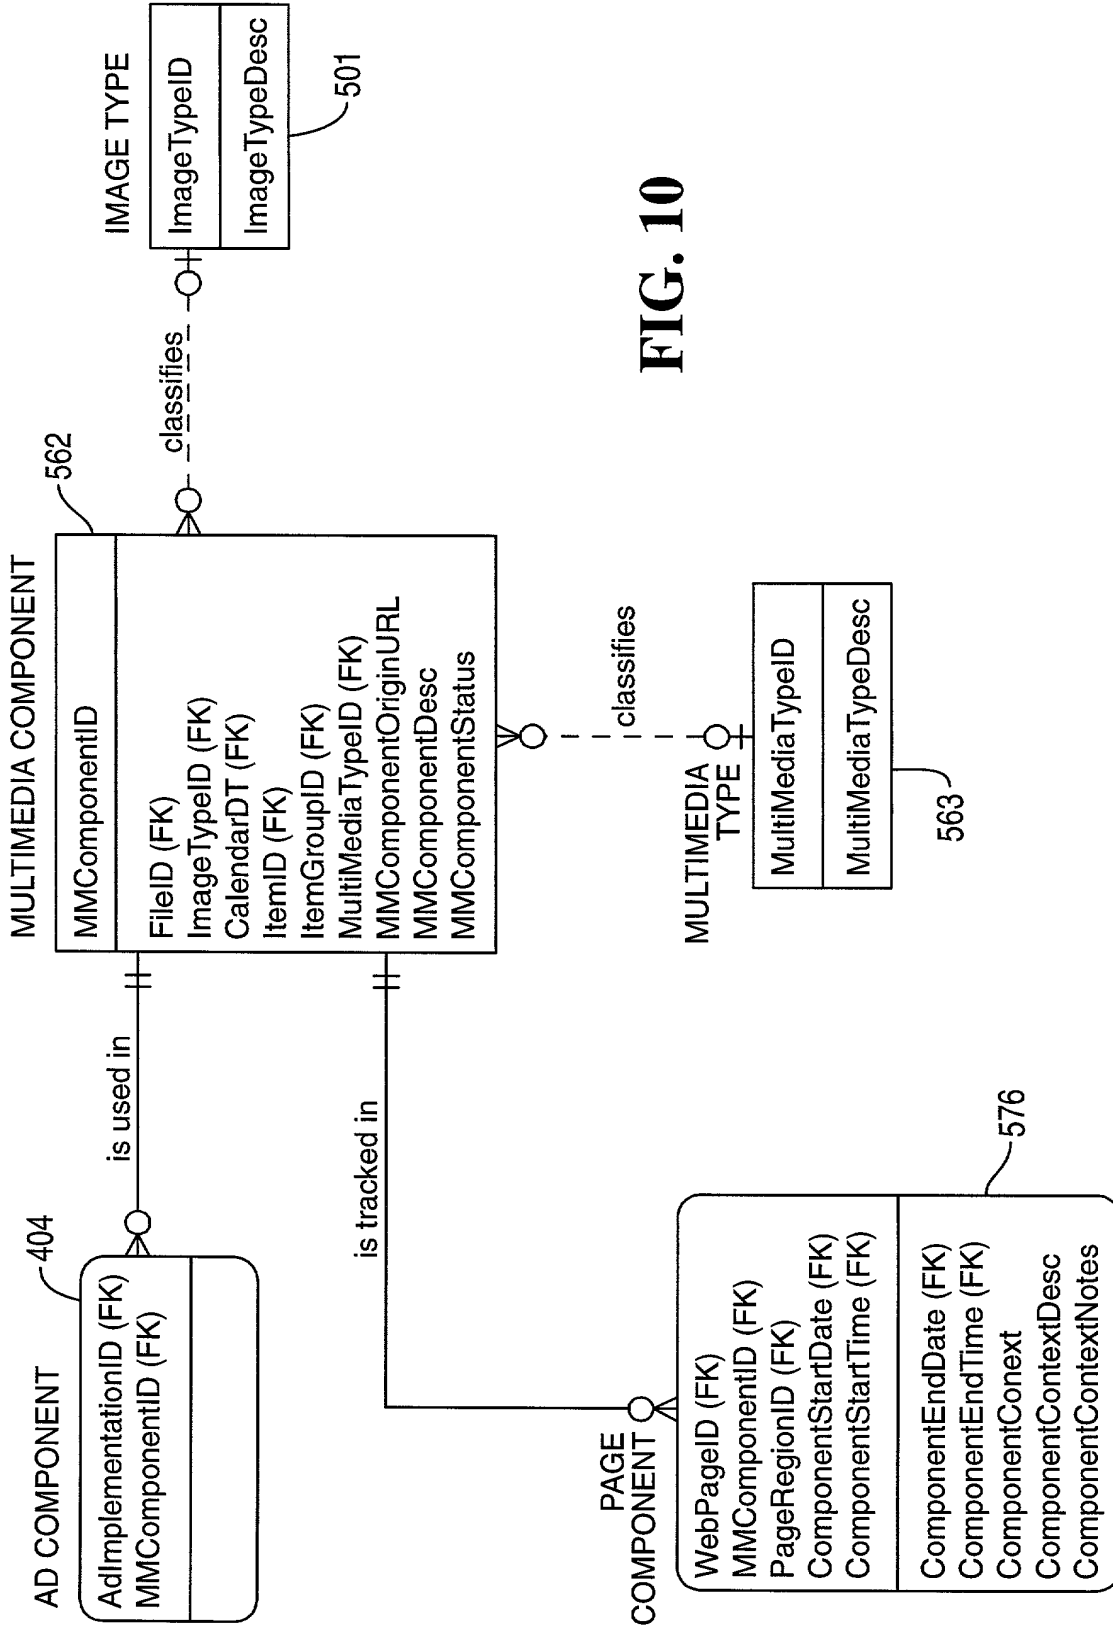 AD COMPONENT
404
AdImplementationID (FK)
MMComponentID (FK)
is used in
MULTIMEDIA COMPONENT
562
MMComponentID
FileID (FK)
ImageTypeID (FK)
CalendarDT (FK)
ItemID (FK)
ItemGroupID (FK)
MultiMediaTypeID (FK)
MMComponentOriginURL
MMComponentDesc
MMComponentStatus
classifies
IMAGE TYPE
ImageTypeID
ImageTypeDesc
501
is tracked in
PAGE
COMPONENT
WebPageID (FK)
MMComponentID (FK)
PageRegionID (FK)
ComponentStartDate (FK)
ComponentStartTime (FK)
ComponentEndDate (FK)
ComponentEndTime (FK)
ComponentConext
ComponentContextDesc
ComponentContextNotes
576
classifies
MULTIMEDIA
TYPE
MultiMediaTypeID
MultiMediaTypeDesc
563
FIG. 10